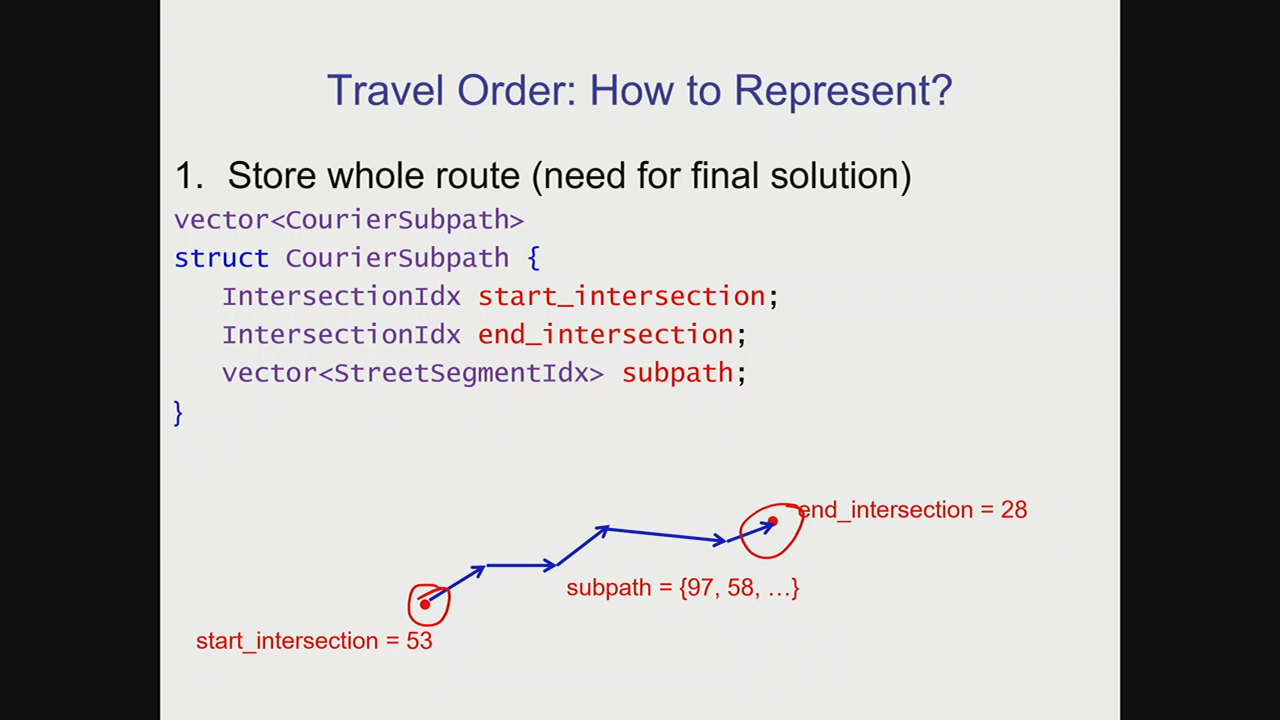 Travel Order: How to Represent?
1. Store whole route (need for final solution)
vector<CourierSubpath>
struct CourierSubpath {
IntersectionIdx start_intersection;
IntersectionIdx end_intersection;
vector<StreetSegmentIdx> subpath;
}
end_intersection = 28
subpath = {97, 58, …}
start_intersection = 53